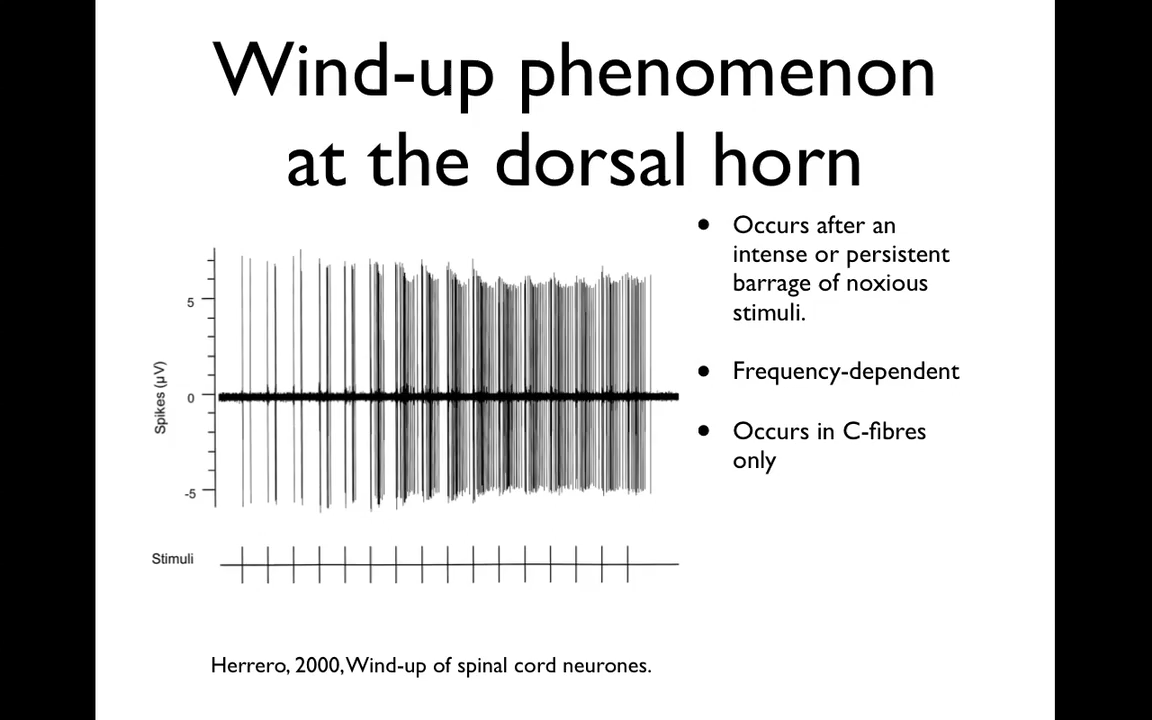 Wind-up phenomenon
at the dorsal horn
• Occurs after an
intense or persistent
barrage of noxious
stimuli.
• Frequency-dependent
• Occurs in C-fibres
only
Spikes (µV)
5
0
-5
Stimuli
Herrero, 2000,Wind-up of spinal cord neurones.